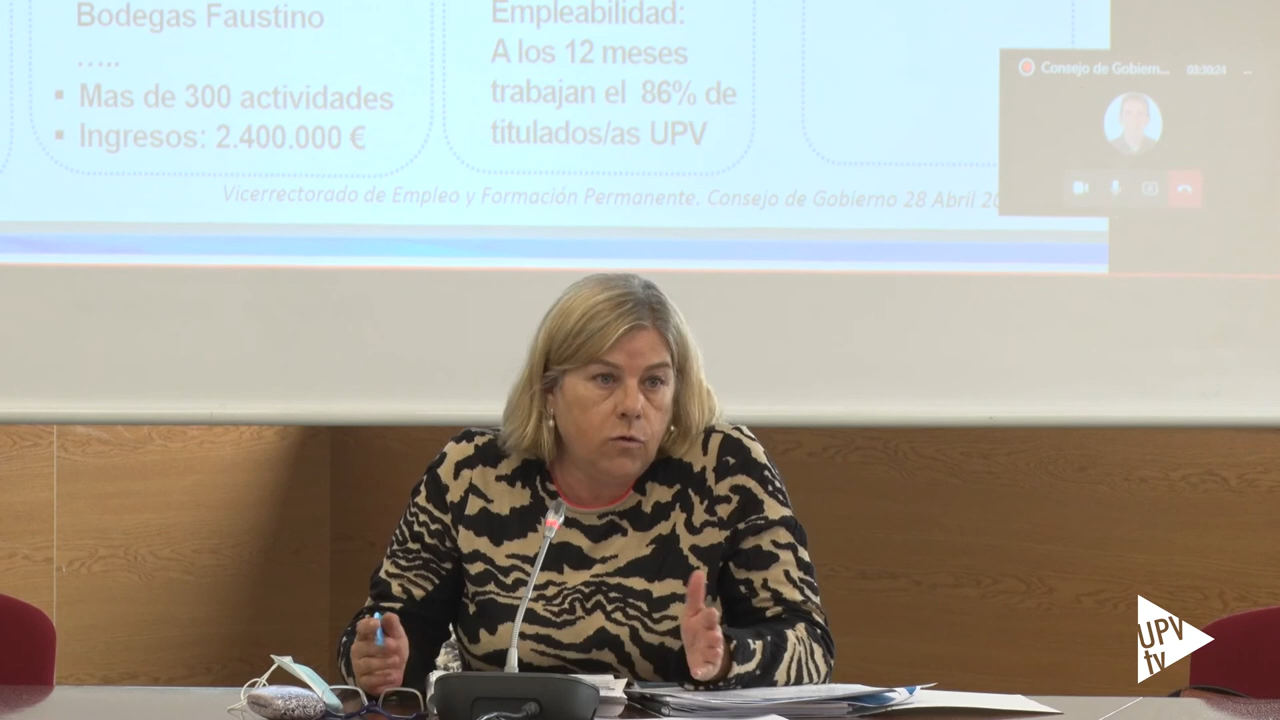 Bodegas Faustino
.....
▪ Mas de 300 actividades
▪ Ingresos: 2.400.000 €
Empleabilidad:
A los 12 meses
trabajan el 86% de
titulados/as UPV
Vicerrectorado de Empleo y Formación Permanente. Consejo de Gobierno 28 Abril 20
Consejo de Gobiern... 03:30:24 ...
UPV
tv